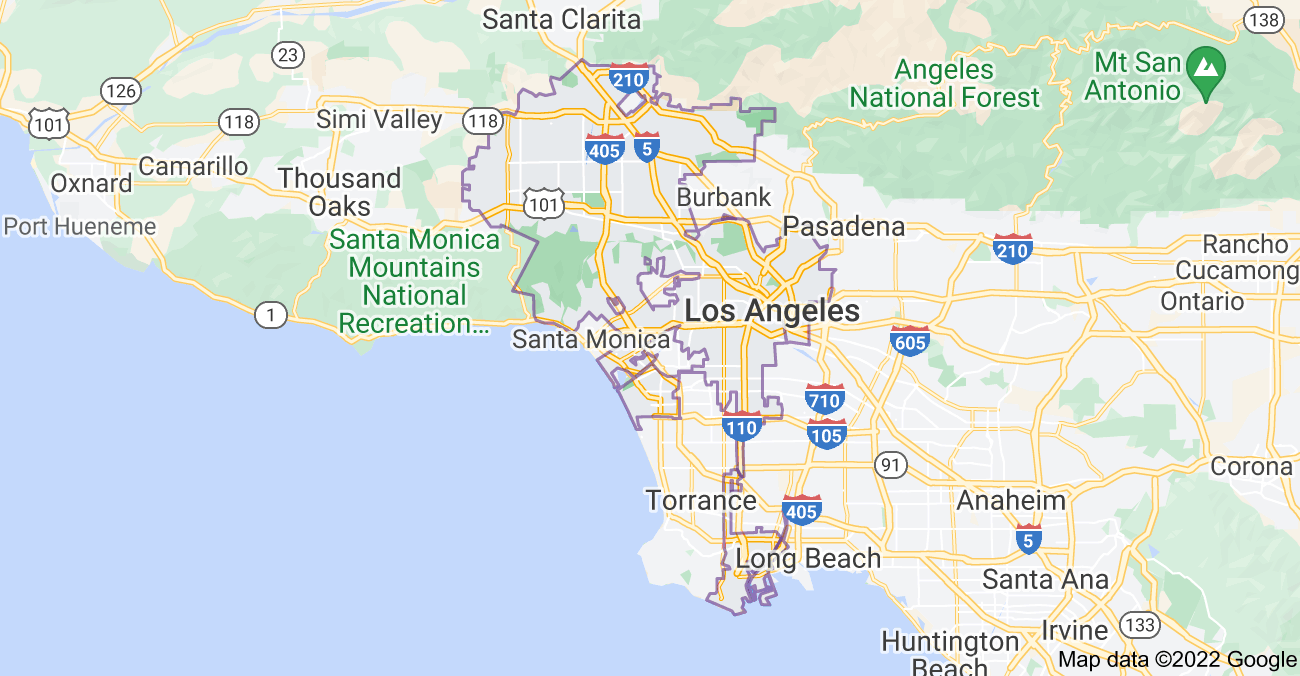 Santa Clarita
138
23
210
Angeles
National Forest
Mt San
Antonio
126
101
118
Simi Valley
118
405
5
Camarillo
Oxnard
Thousand
Oaks
101
Burbank
Port Hueneme
Pasadena
Santa Monica
Mountains
National
Recreation...
210
Rancho
Cucamong
Ontario
1
Los Angeles
Santa Monica
605
710
110
105
91
Corona
Torrance
405
Anaheim
5
Long Beach
Santa Ana
133
Huntington
Beach
Irvine
Map data ©2022 Google